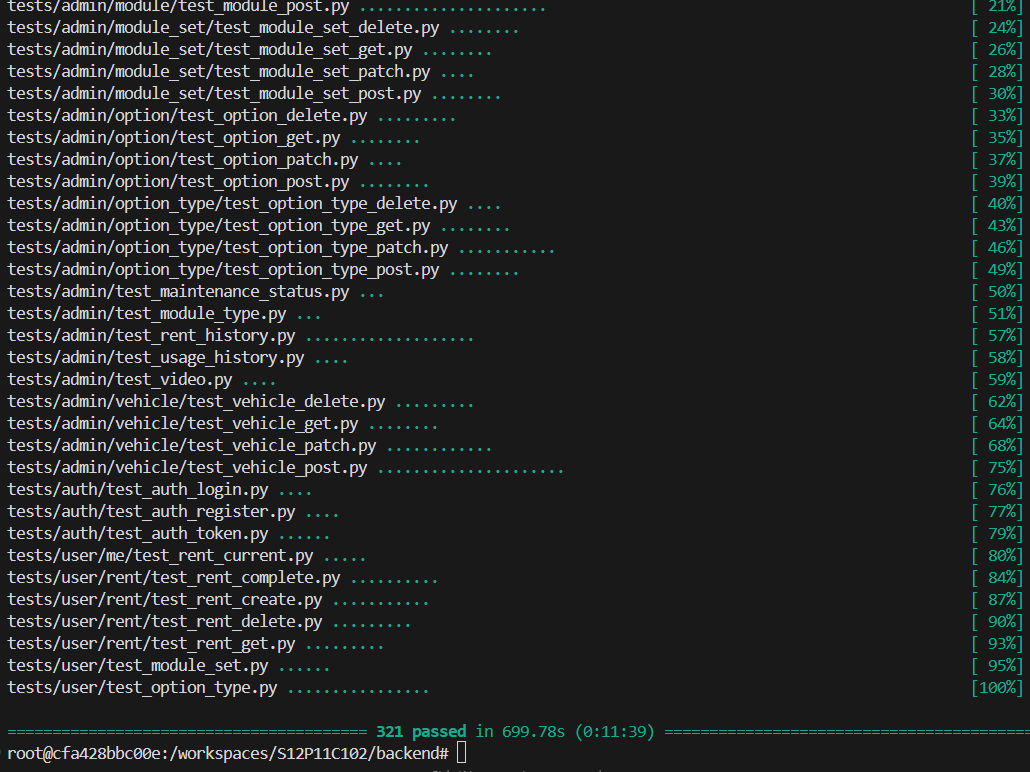 tests/admin/module/test_module_post.py ..................... [ 21%]
tests/admin/module_set/test_module_set_delete.py ........ [ 24%]
tests/admin/module_set/test_module_set_get.py ........ [ 26%]
tests/admin/module_set/test_module_set_patch.py .... [ 28%]
tests/admin/module_set/test_module_set_post.py ........ [ 30%]
tests/admin/option/test_option_delete.py ......... [ 33%]
tests/admin/option/test_option_get.py ........ [ 35%]
tests/admin/option/test_option_patch.py .... [ 37%]
tests/admin/option/test_option_post.py ........ [ 39%]
tests/admin/option_type/test_option_type_delete.py .... [ 40%]
tests/admin/option_type/test_option_type_get.py ........ [ 43%]
tests/admin/option_type/test_option_type_patch.py ........... [ 46%]
tests/admin/option_type/test_option_type_post.py ........ [ 49%]
tests/admin/test_maintenance_status.py ... [ 50%]
tests/admin/test_module_type.py ... [ 51%]
tests/admin/test_rent_history.py ................... [ 57%]
tests/admin/test_usage_history.py .... [ 58%]
tests/admin/test_video.py .... [ 59%]
tests/admin/vehicle/test_vehicle_delete.py ......... [ 62%]
tests/admin/vehicle/test_vehicle_get.py ........ [ 64%]
tests/admin/vehicle/test_vehicle_patch.py ............ [ 68%]
tests/admin/vehicle/test_vehicle_post.py ..................... [ 75%]
tests/auth/test_auth_login.py .... [ 76%]
tests/auth/test_auth_register.py .... [ 77%]
tests/auth/test_auth_token.py ...... [ 79%]
tests/user/me/test_rent_current.py ..... [ 80%]
tests/user/rent/test_rent_complete.py .......... [ 84%]
tests/user/rent/test_rent_create.py ........... [ 87%]
tests/user/rent/test_rent_delete.py ......... [ 90%]
tests/user/rent/test_rent_get.py ......... [ 93%]
tests/user/test_module_set.py ...... [ 95%]
tests/user/test_option_type.py ................ [100%]
======================================== 321 passed in 699.78s (0:11:39) ========================================
root@cfa428bbc00e:/workspaces/S12P11C102/backend#